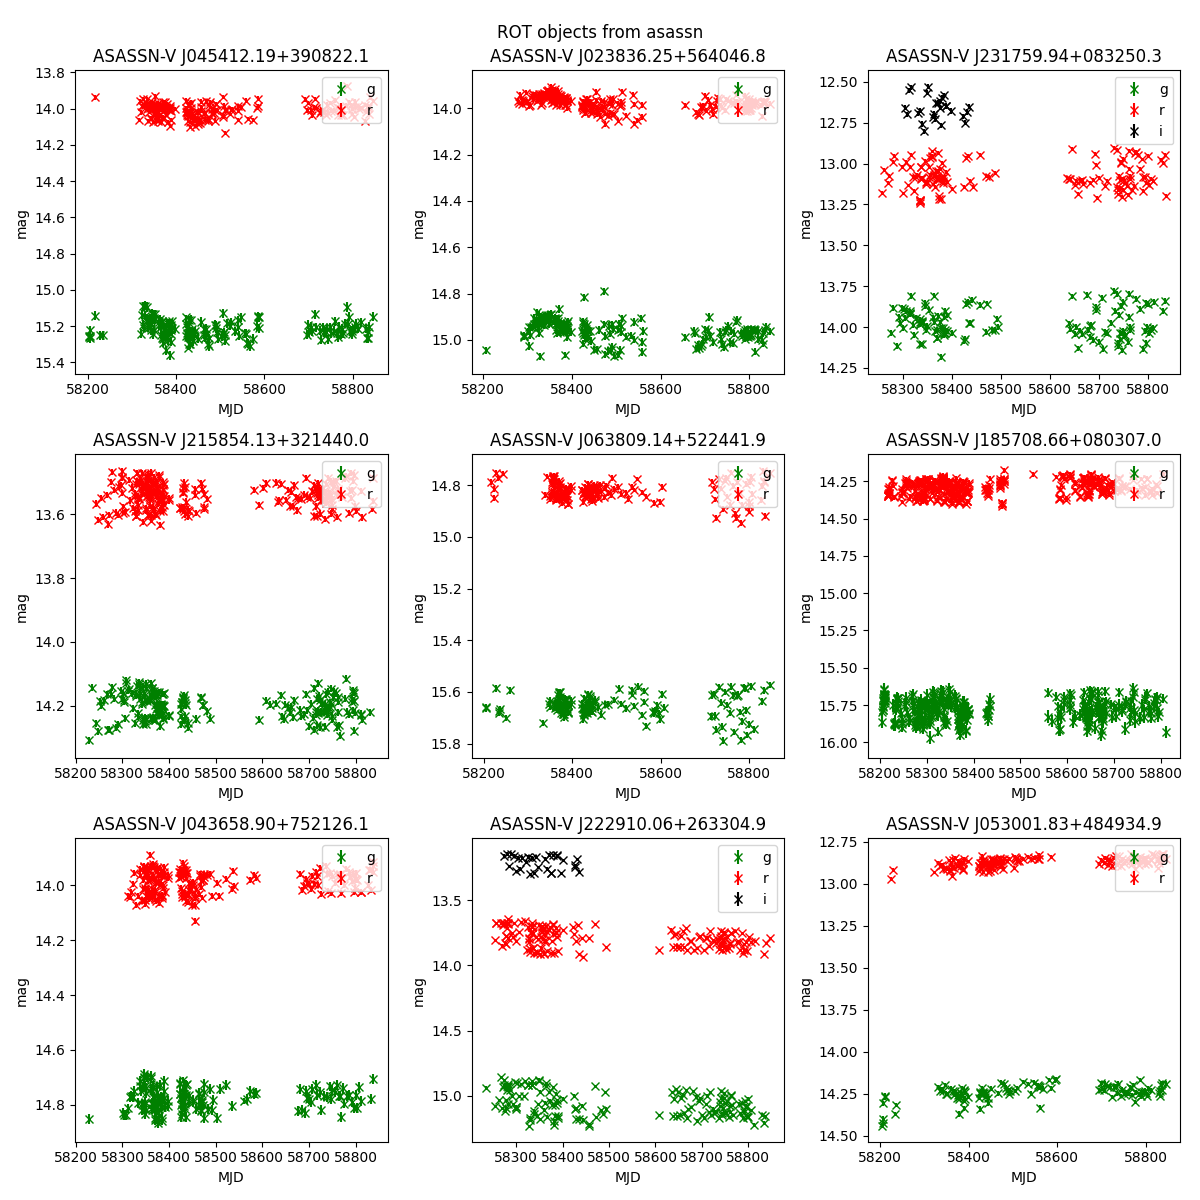 ROT objects from asassn
ASASSN-V J045412.19+390822.1
13.8
14.0
14.2
14.4
14.6
14.8
15.0
15.2
15.4
mag
58200 58400 58600 58800
MJD
g
r
ASASSN-V J023836.25+564046.8
14.0
14.2
14.4
14.6
14.8
15.0
mag
58200 58400 58600 58800
MJD
g
r
ASASSN-V J231759.94+083250.3
12.50
12.75
13.00
13.25
13.50
13.75
14.00
14.25
mag
58300 58400 58500 58600 58700 58800
MJD
g
r
i
ASASSN-V J215854.13+321440.0
13.6
13.8
14.0
14.2
mag
58200 58300 58400 58500 58600 58700 58800
MJD
g
r
ASASSN-V J063809.14+522441.9
14.8
15.0
15.2
15.4
15.6
15.8
mag
58200 58400 58600 58800
MJD
g
r
ASASSN-V J185708.66+080307.0
14.25
14.50
14.75
15.00
15.25
15.50
15.75
16.00
mag
58200 58300 58400 58500 58600 58700 58800
MJD
g
r
ASASSN-V J043658.90+752126.1
14.0
14.2
14.4
14.6
14.8
mag
58200 58300 58400 58500 58600 58700 58800
MJD
g
r
ASASSN-V J222910.06+263304.9
13.5
14.0
14.5
15.0
mag
58300 58400 58500 58600 58700 58800
MJD
g
r
i
ASASSN-V J053001.83+484934.9
12.75
13.00
13.25
13.50
13.75
14.00
14.25
14.50
mag
58200 58400 58600 58800
MJD
g
r